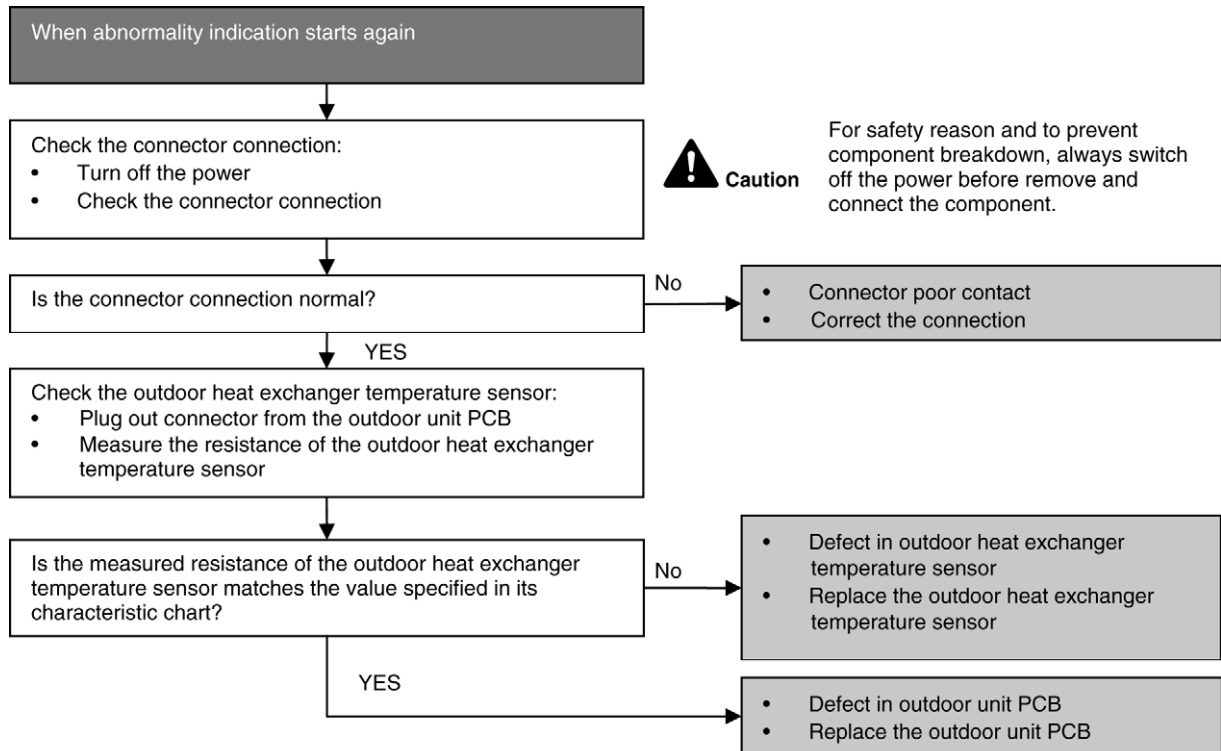 When abnormality indication starts again
Check the connector connection:
• Turn off the power
• Check the connector connection
Caution
For safety reason and to prevent
component breakdown, always switch
off the power before remove and
connect the component.
Is the connector connection normal?
No
• Connector poor contact
• Correct the connection
YES
Check the outdoor heat exchanger temperature sensor:
• Plug out connector from the outdoor unit PCB
• Measure the resistance of the outdoor heat exchanger
temperature sensor
Is the measured resistance of the outdoor heat exchanger
temperature sensor matches the value specified in its
characteristic chart?
No
• Defect in outdoor heat exchanger
temperature sensor
• Replace the outdoor heat exchanger
temperature sensor
YES
• Defect in outdoor unit PCB
• Replace the outdoor unit PCB